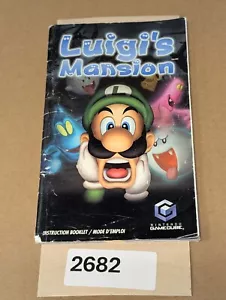 Luigi's
Mansion
INSTRUCTION BOOKLET / MODE D'EMPLOI
NINTENDO
GAMECUBE
2682